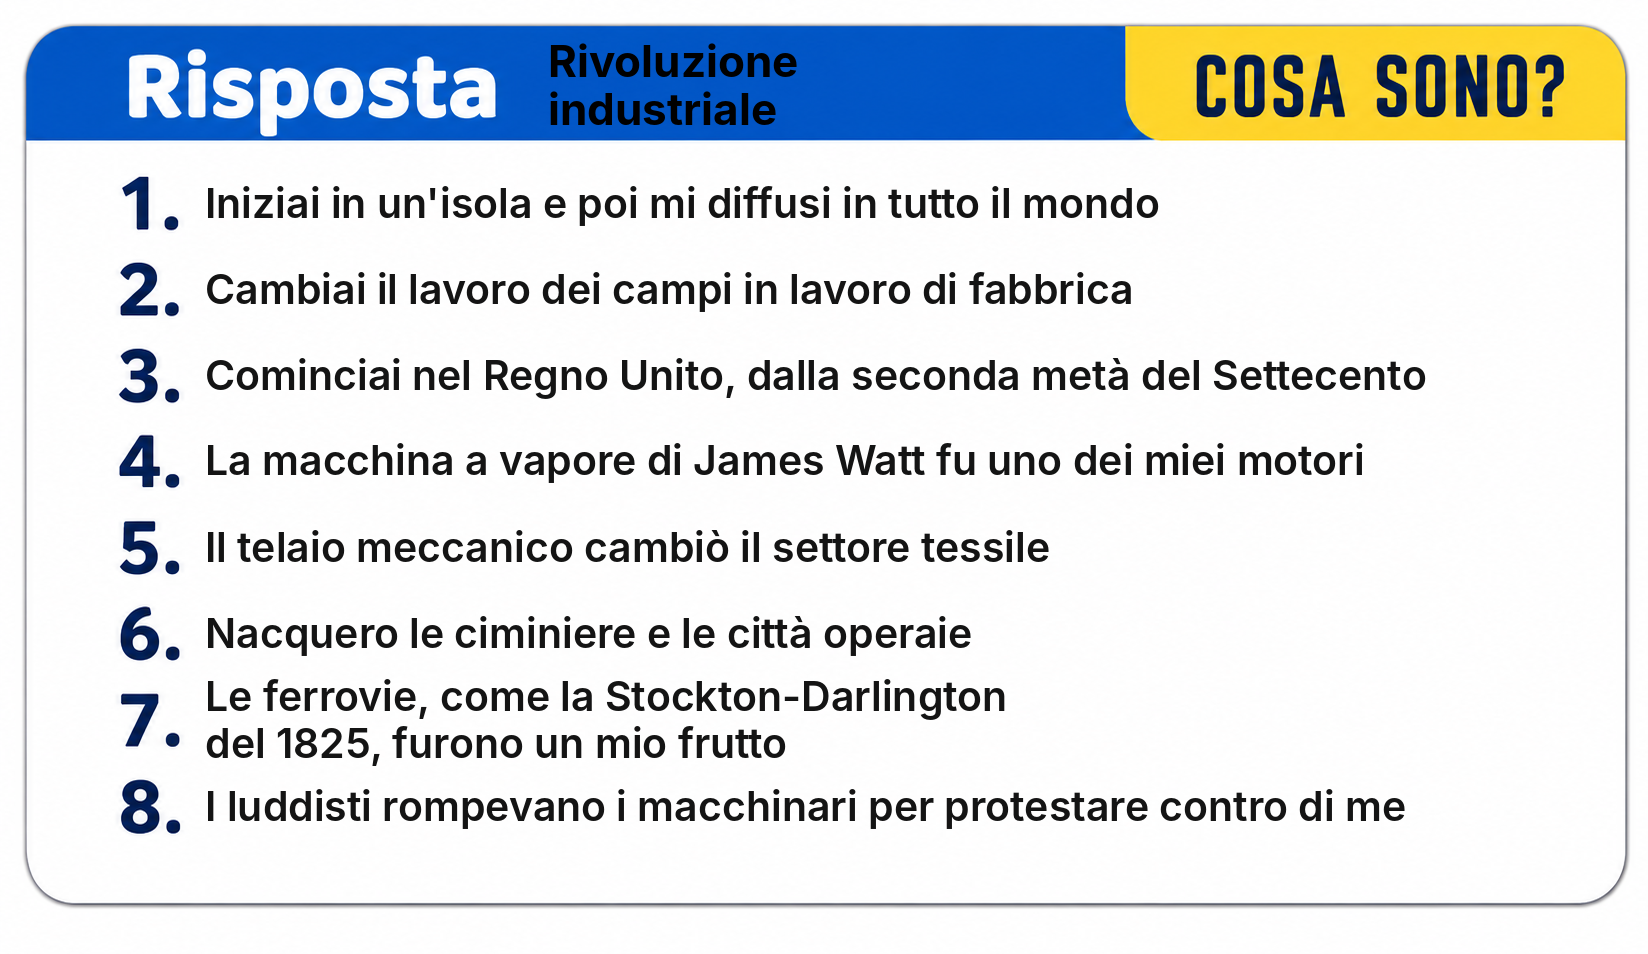 Risposta
Rivoluzione
industriale
COSA SONO?
1. Iniziai in un'isola e poi mi diffusi in tutto il mondo
2. Cambiai il lavoro dei campi in lavoro di fabbrica
3. Cominciai nel Regno Unito, dalla seconda metà del Settecento
4. La macchina a vapore di James Watt fu uno dei miei motori
5. Il telaio meccanico cambiò il settore tessile
6. Nacquero le ciminiere e le città operaie
7. Le ferrovie, come la Stockton-Darlington
del 1825, furono un mio frutto
8. I luddisti rompevano i macchinari per protestare contro di me